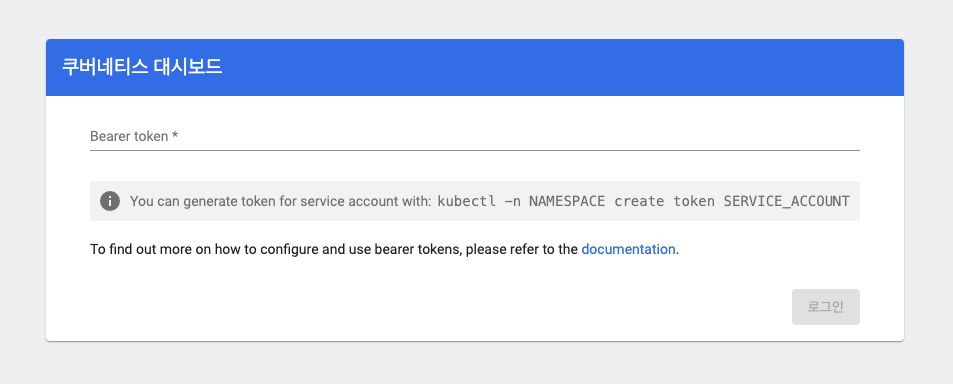 쿠버네티스 대시보드
Bearer token *
You can generate token for service account with: kubectl -n NAMESPACE create token SERVICE_ACCOUNT
To find out more on how to configure and use bearer tokens, please refer to the documentation.
로그인